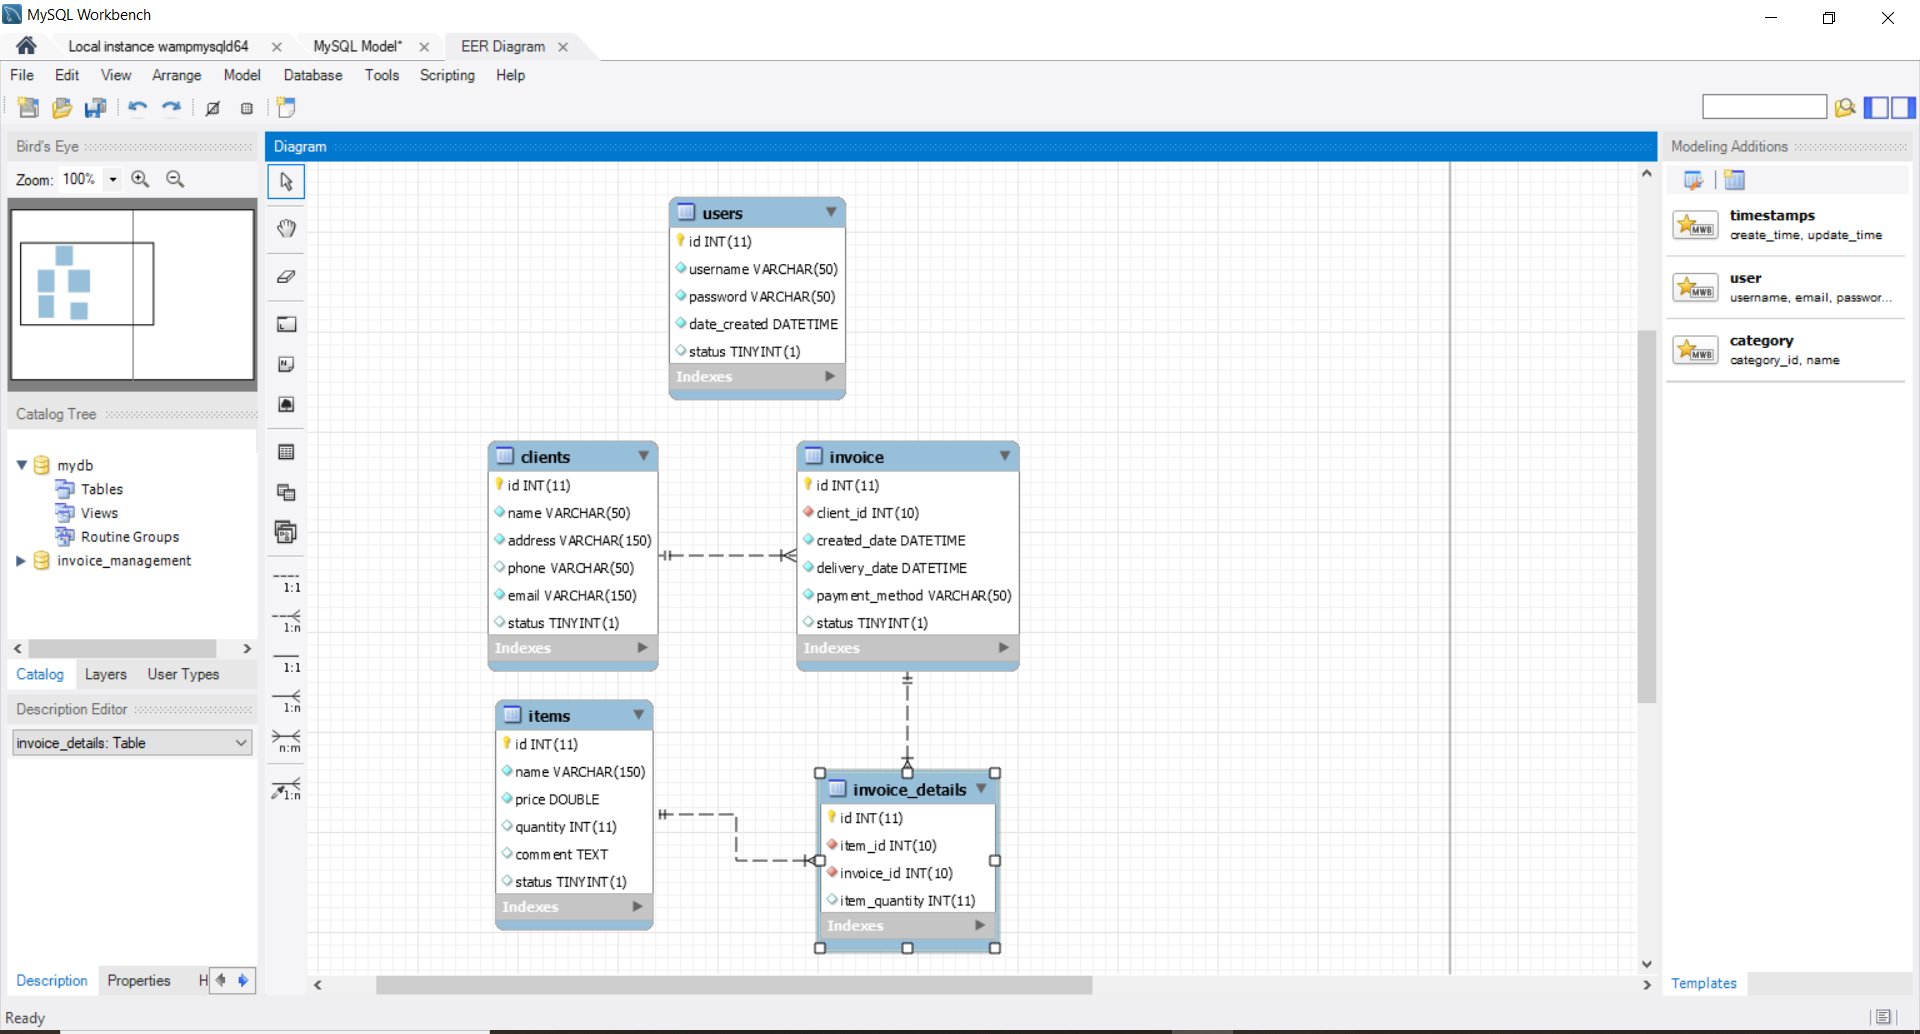 MySQL Workbench
Local instance wampmysqld64
MySQL Model*
EER Diagram
File Edit View Arrange Model Database Tools Scripting Help
Bird's Eye
Zoom: 100%
Catalog Tree
mydb
Tables
Views
Routine Groups
invoice_management
Catalog Layers User Types
Description Editor
invoice_details: Table
Description Properties H
Ready
Diagram
1:1
1:n
1:1
1:n
n:m
1:n
users
id INT(11)
username VARCHAR(50)
password VARCHAR(50)
date_created DATETIME
status TINYINT(1)
Indexes
clients
id INT(11)
name VARCHAR(50)
address VARCHAR(150)
phone VARCHAR(50)
email VARCHAR(150)
status TINYINT(1)
Indexes
invoice
id INT(11)
client_id INT(10)
created_date DATETIME
delivery_date DATETIME
payment_method VARCHAR(50)
status TINYINT(1)
Indexes
items
id INT(11)
name VARCHAR(150)
price DOUBLE
quantity INT(11)
comment TEXT
status TINYINT(1)
Indexes
invoice_details
id INT(11)
item_id INT(10)
invoice_id INT(10)
item_quantity INT(11)
Indexes
Modeling Additions
MWB
timestamps
create_time, update_time
MWB
user
username, email, passwor...
MWB
category
category_id, name
Templates